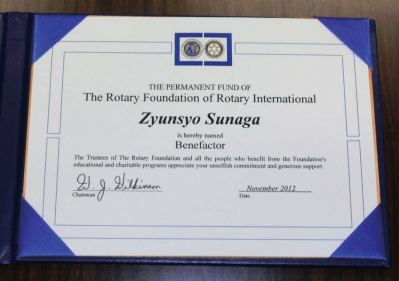 THE PERMANENT FUND OF
The Rotary Foundation of Rotary International
Zyunsyo Sunaga
is hereby named
Benefactor
The Trustees of The Rotary Foundation and all the people who benefit from the Foundation's
educational and charitable programs appreciate your unselfish commitment and generous support.
W. J. Wilkinson
November 2012
Chairman
Date